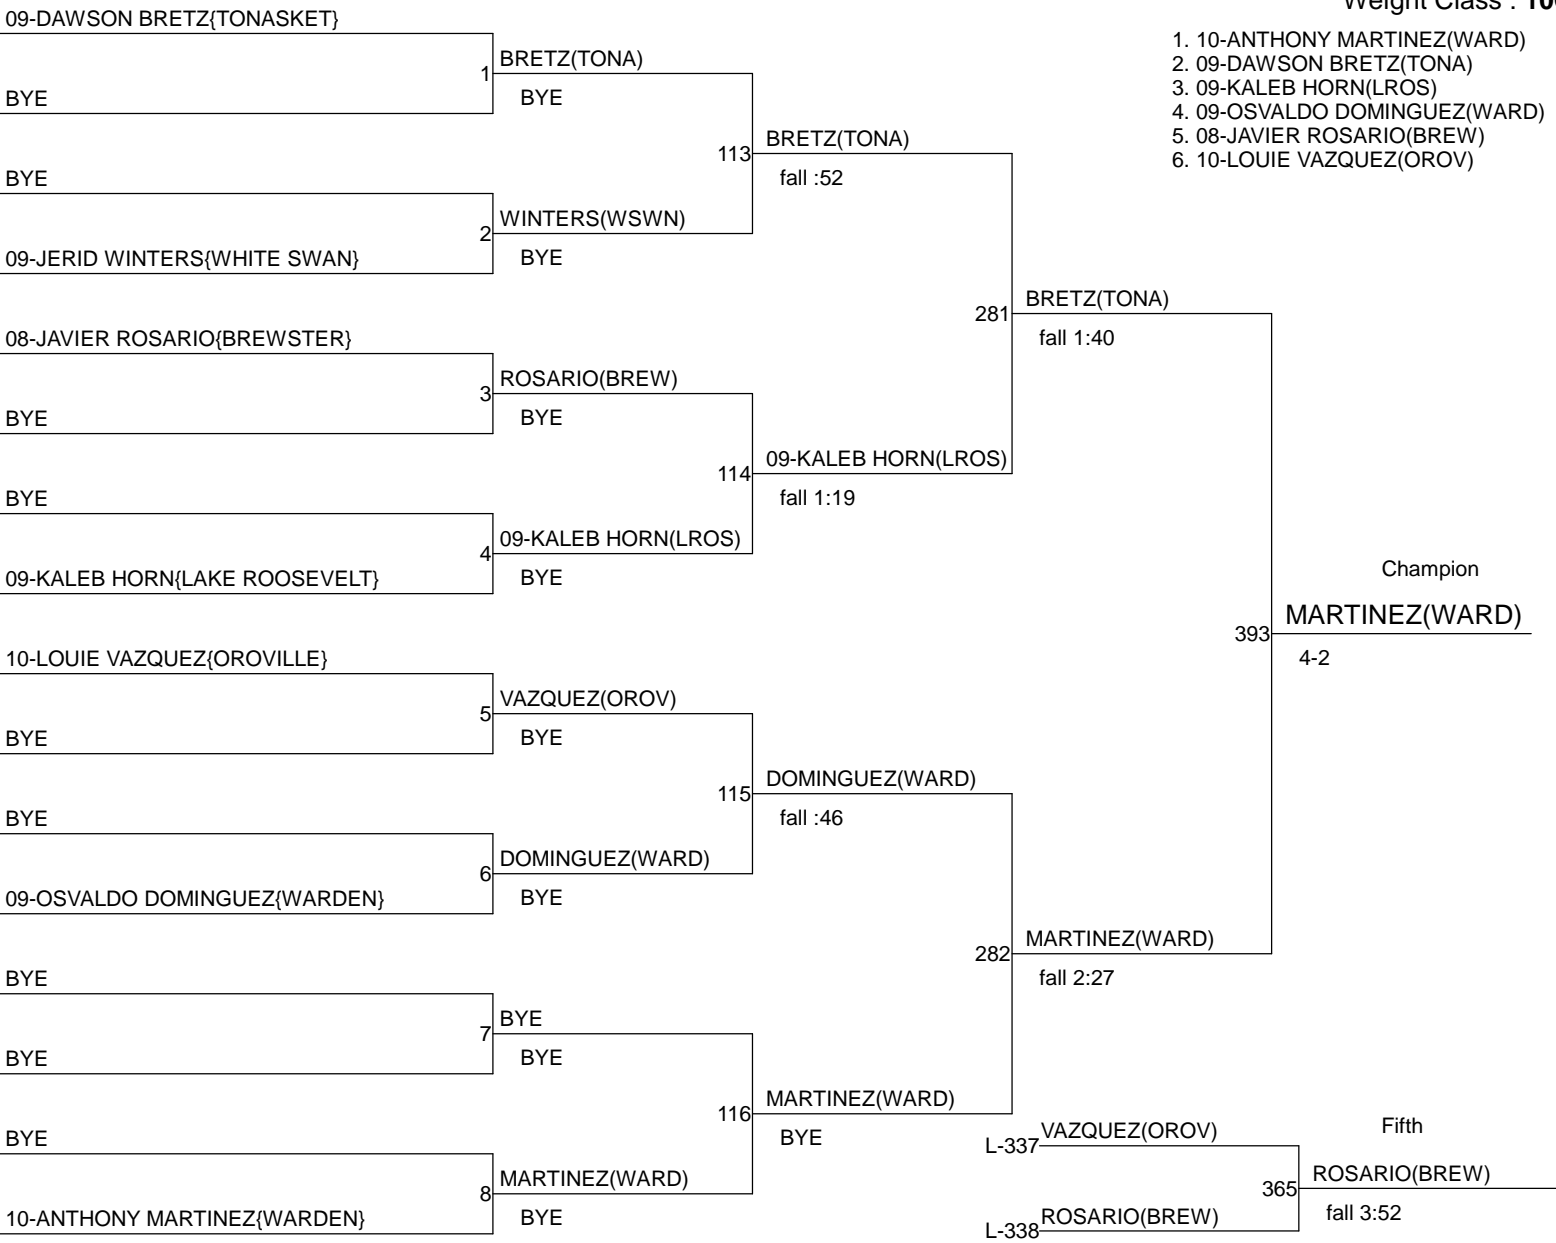 Weight Class :
1. 10-ANTHONY MARTINEZ(WARD)
2. 09-DAWSON BRETZ(TONA)
3. 09-KALEB HORN(LROS)
4. 09-OSVALDO DOMINGUEZ(WARD)
5. 08-JAVIER ROSARIO(BREW)
6. 10-LOUIE VAZQUEZ(OROV)
09-DAWSON BRETZ{TONASKET}
BYE
BYE
09-JERID WINTERS{WHITE SWAN}
08-JAVIER ROSARIO{BREWSTER}
BYE
BYE
09-KALEB HORN{LAKE ROOSEVELT}
10-LOUIE VAZQUEZ{OROVILLE}
BYE
BYE
09-OSVALDO DOMINGUEZ{WARDEN}
BYE
BYE
BYE
10-ANTHONY MARTINEZ{WARDEN}
1 BRETZ(TONA)
BYE
2 WINTERS(WSWN)
BYE
3 ROSARIO(BREW)
BYE
4 09-KALEB HORN(LROS)
BYE
5 VAZQUEZ(OROV)
BYE
6 DOMINGUEZ(WARD)
BYE
7 BYE
BYE
8 MARTINEZ(WARD)
BYE
113 BRETZ(TONA)
fall :52
114 09-KALEB HORN(LROS)
fall 1:19
115 DOMINGUEZ(WARD)
fall :46
116 MARTINEZ(WARD)
BYE
281 BRETZ(TONA)
fall 1:40
282 MARTINEZ(WARD)
fall 2:27
Champion
393 MARTINEZ(WARD)
4-2
Fifth
L-337 VAZQUEZ(OROV)
L-338 ROSARIO(BREW)
365 ROSARIO(BREW)
fall 3:52